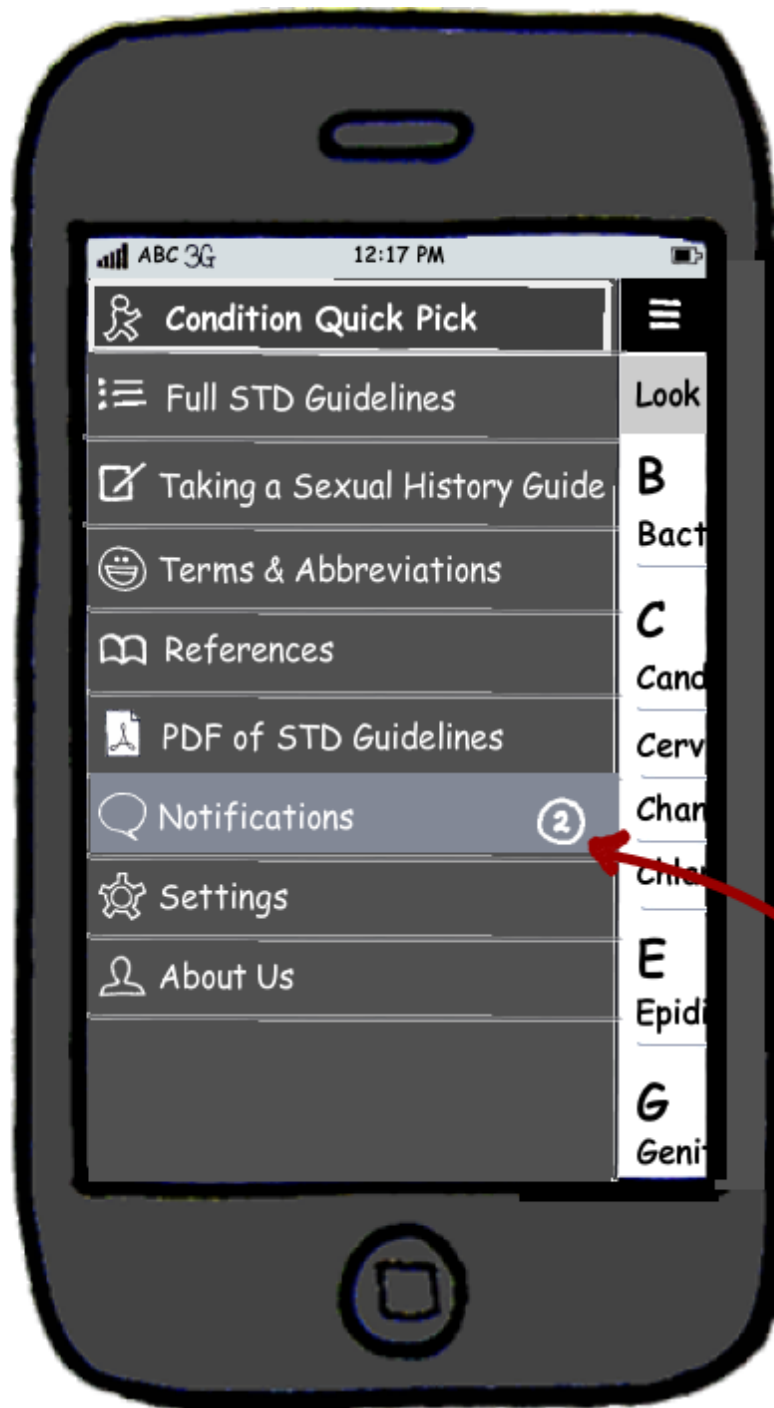 ABC 3G 12:17 PM
Condition Quick Pick
Full STD Guidelines
Taking a Sexual History Guide
Terms & Abbreviations
References
PDF of STD Guidelines
Notifications 2
Settings
About Us
Look
B
Bact
C
Cand
Cerv
Chan
Chla
E
Epidi
G
Geni